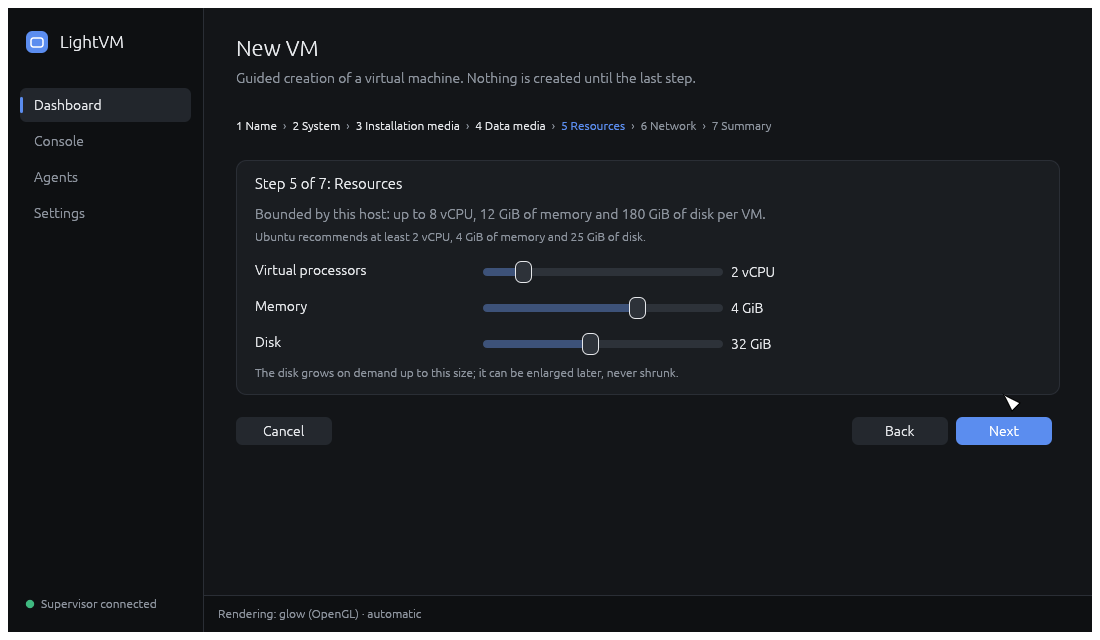 LightVM
Dashboard
Console
Agents
Settings
Supervisor connected
New VM
Guided creation of a virtual machine. Nothing is created until the last step.
1 Name › 2 System › 3 Installation media › 4 Data media › 5 Resources › 6 Network › 7 Summary
Step 5 of 7: Resources
Bounded by this host: up to 8 vCPU, 12 GiB of memory and 180 GiB of disk per VM.
Ubuntu recommends at least 2 vCPU, 4 GiB of memory and 25 GiB of disk.
Virtual processors 2 vCPU
Memory 4 GiB
Disk 32 GiB
The disk grows on demand up to this size; it can be enlarged later, never shrunk.
Cancel Back Next
Rendering: glow (OpenGL) · automatic